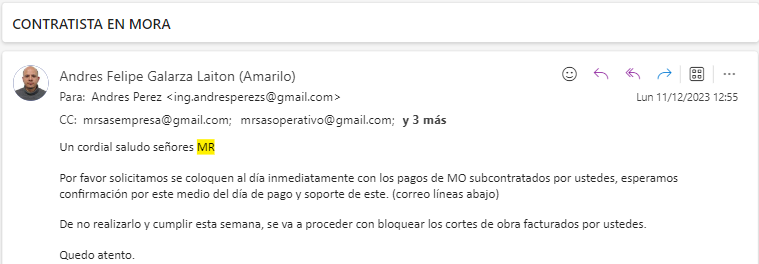 CONTRATISTA EN MORA
Andres Felipe Galarza Laiton (Amarilo)
Para: Andres Perez <ing.andresperezs@gmail.com>
Lun 11/12/2023 12:55
CC: mrsasempresa@gmail.com; mrsasoperativo@gmail.com; y 3 más
Un cordial saludo señores MR
Por favor solicitamos se coloquen al día inmediatamente con los pagos de MO subcontratados por ustedes, esperamos
confirmación por este medio del día de pago y soporte de este. (correo líneas abajo)
De no realizarlo y cumplir esta semana, se va a proceder con bloquear los cortes de obra facturados por ustedes.
Quedo atento.